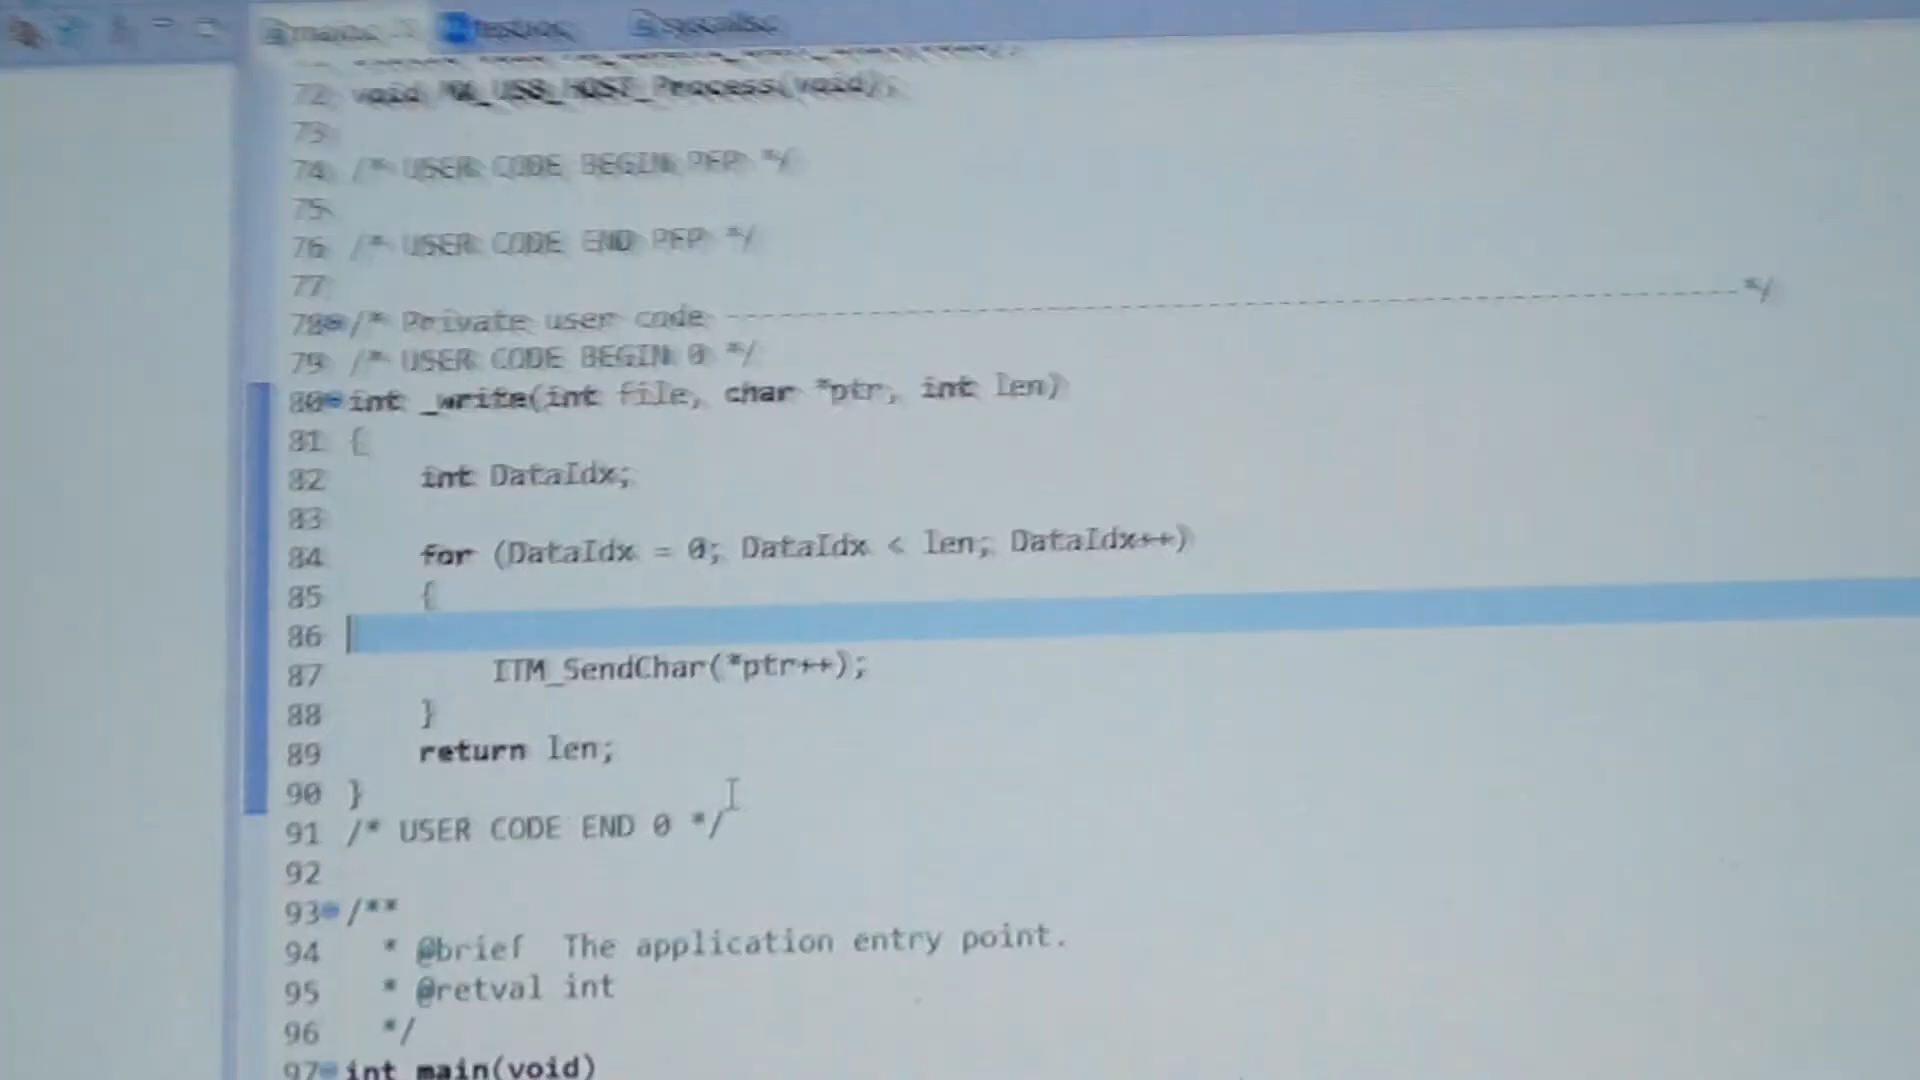 main.c
syscalls.c
72 void MX_USB_HOST_Process(void);
73
74 /* USER CODE BEGIN PFP */
75
76 /* USER CODE END PFP */
77
78 /* Private user code ---------------------------------------------------------*/
79 /* USER CODE BEGIN 0 */
80 int _write(int file, char *ptr, int len)
81 {
82 int DataIdx;
83
84 for (DataIdx = 0; DataIdx < len; DataIdx++)
85 {
86
87 ITM_SendChar(*ptr++);
88 }
89 return len;
90 }
91 /* USER CODE END 0 */
92
93 /**
94 * @brief The application entry point.
95 * @retval int
96 */
97 int main(void)